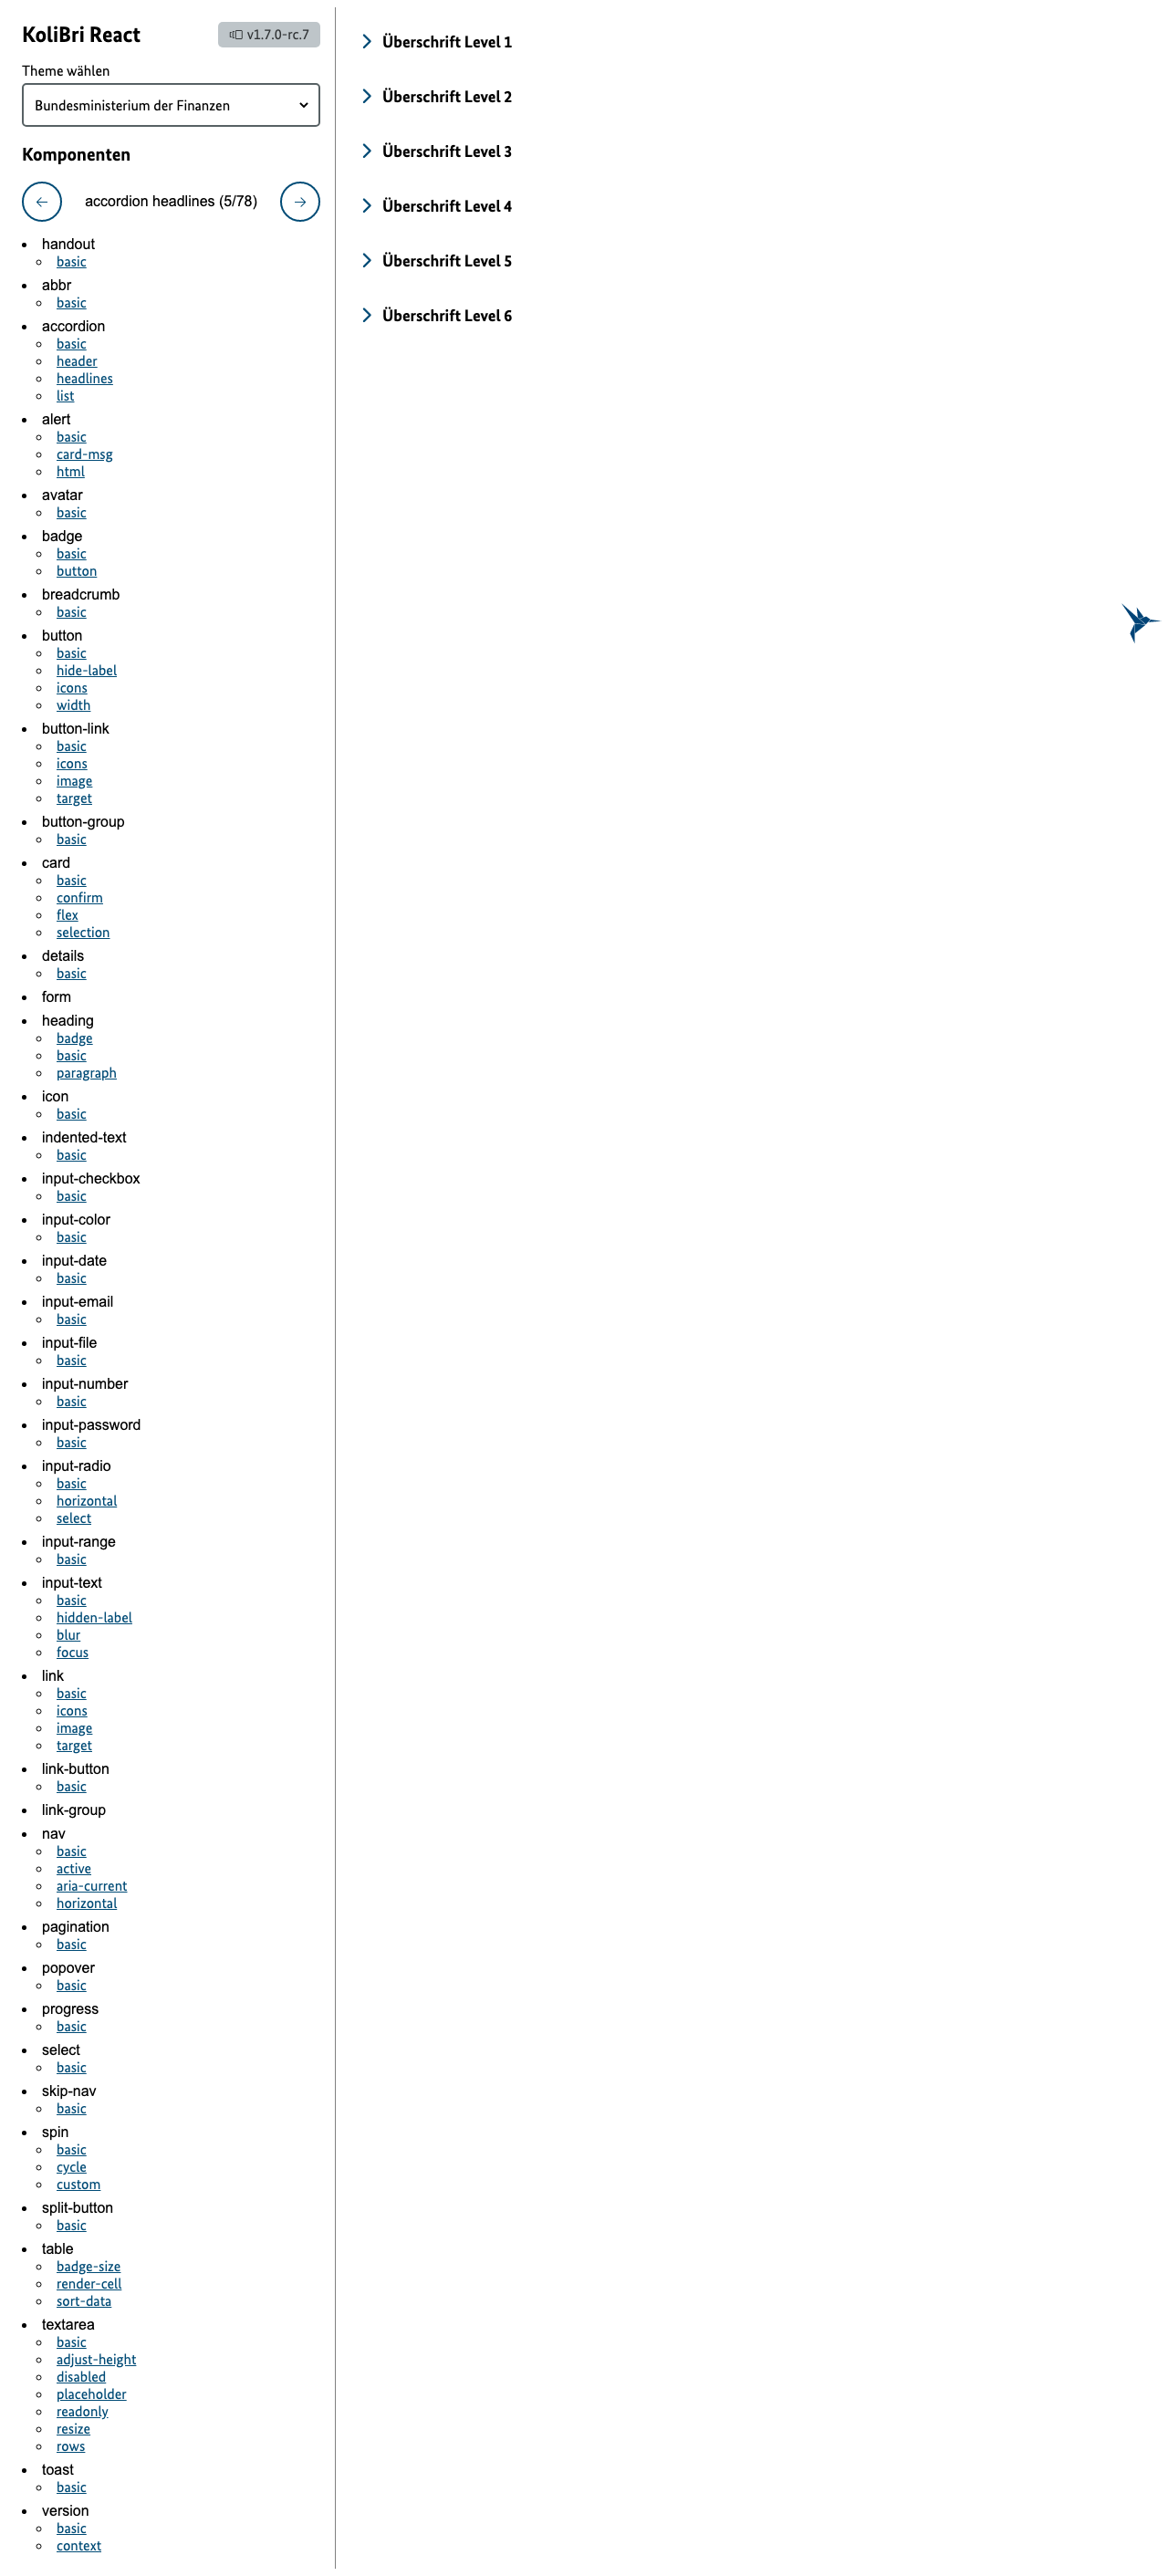 KoliBri React
v1.7.0-rc.7
Theme wählen
Bundesministerium der Finanzen
Komponenten
accordion headlines (5/78)
handout
basic
abbr
basic
accordion
basic
header
headlines
list
alert
basic
card-msg
html
avatar
basic
badge
basic
button
breadcrumb
basic
button
basic
hide-label
icons
width
button-link
basic
icons
image
target
button-group
basic
card
basic
confirm
flex
selection
details
basic
form
heading
badge
basic
paragraph
icon
basic
indented-text
basic
input-checkbox
basic
input-color
basic
input-date
basic
input-email
basic
input-file
basic
input-number
basic
input-password
basic
input-radio
basic
horizontal
select
input-range
basic
input-text
basic
hidden-label
blur
focus
link
basic
icons
image
target
link-button
basic
link-group
nav
basic
active
aria-current
horizontal
pagination
basic
popover
basic
progress
basic
select
basic
skip-nav
basic
spin
basic
cycle
custom
split-button
basic
table
badge-size
render-cell
sort-data
textarea
basic
adjust-height
disabled
placeholder
readonly
resize
rows
toast
basic
version
basic
context
Überschrift Level 1
Überschrift Level 2
Überschrift Level 3
Überschrift Level 4
Überschrift Level 5
Überschrift Level 6